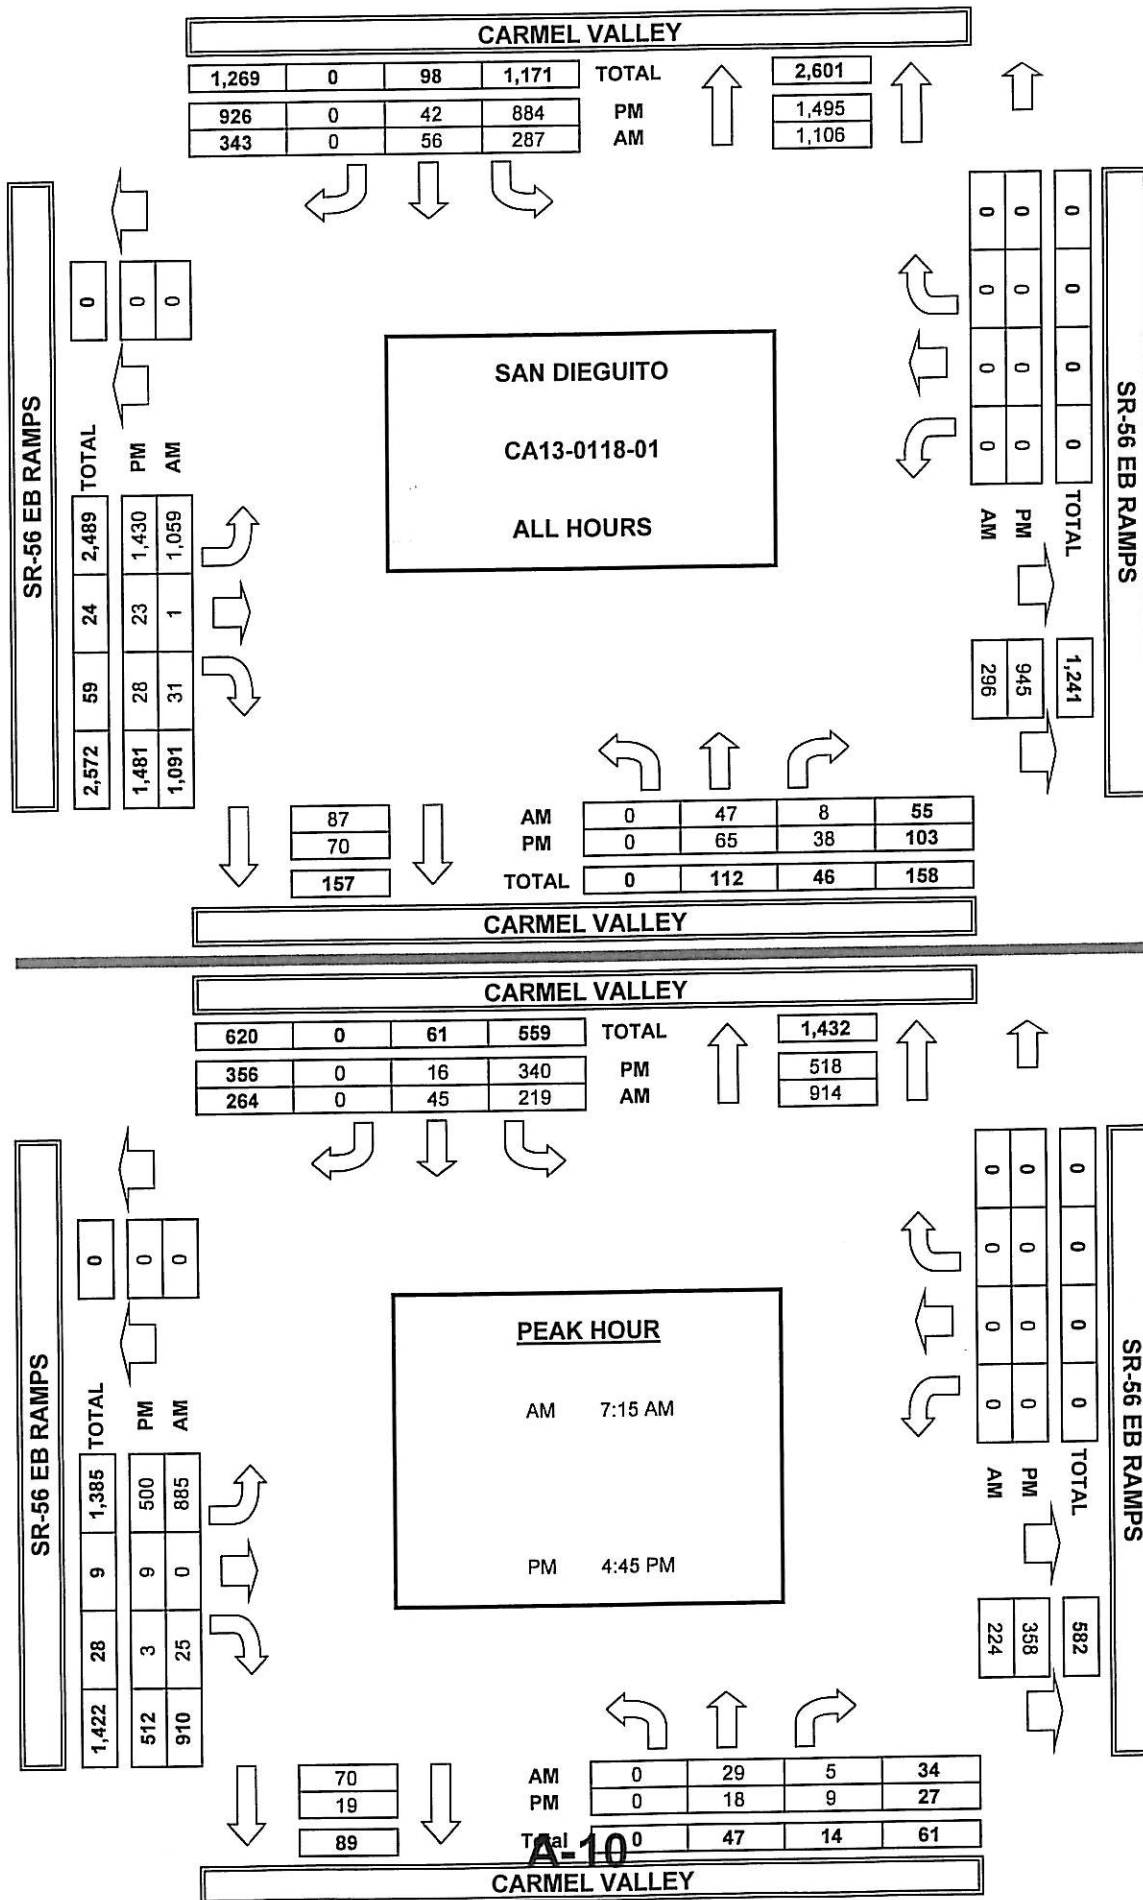 CARMEL VALLEY
1,269 0 98 1,171 TOTAL 2,601
926 0 42 884 PM 1,495
343 0 56 287 AM 1,106
SR-56 EB RAMPS
TOTAL 0
PM 0
AM 0
2,489 24 59 2,572
1,430 23 28 1,481
1,059 1 31 1,091
SAN DIEGUITO
CA13-0118-01
ALL HOURS
0 0 0 0 TOTAL 1,241
0 0 0 0 PM 945
0 0 0 0 AM 296
SR-56 EB RAMPS
87 AM 0 47 8 55
70 PM 0 65 38 103
157 TOTAL 0 112 46 158
CARMEL VALLEY
CARMEL VALLEY
620 0 61 559 TOTAL 1,432
356 0 16 340 PM 518
264 0 45 219 AM 914
SR-56 EB RAMPS
TOTAL 0
PM 0
AM 0
1,385 9 28 1,422
500 9 3 512
885 0 25 910
PEAK HOUR
AM 7:15 AM
PM 4:45 PM
0 0 0 0 TOTAL 582
0 0 0 0 PM 358
0 0 0 0 AM 224
SR-56 EB RAMPS
70 AM 0 29 5 34
19 PM 0 18 9 27
89 Total 0 47 14 61
A-10
CARMEL VALLEY